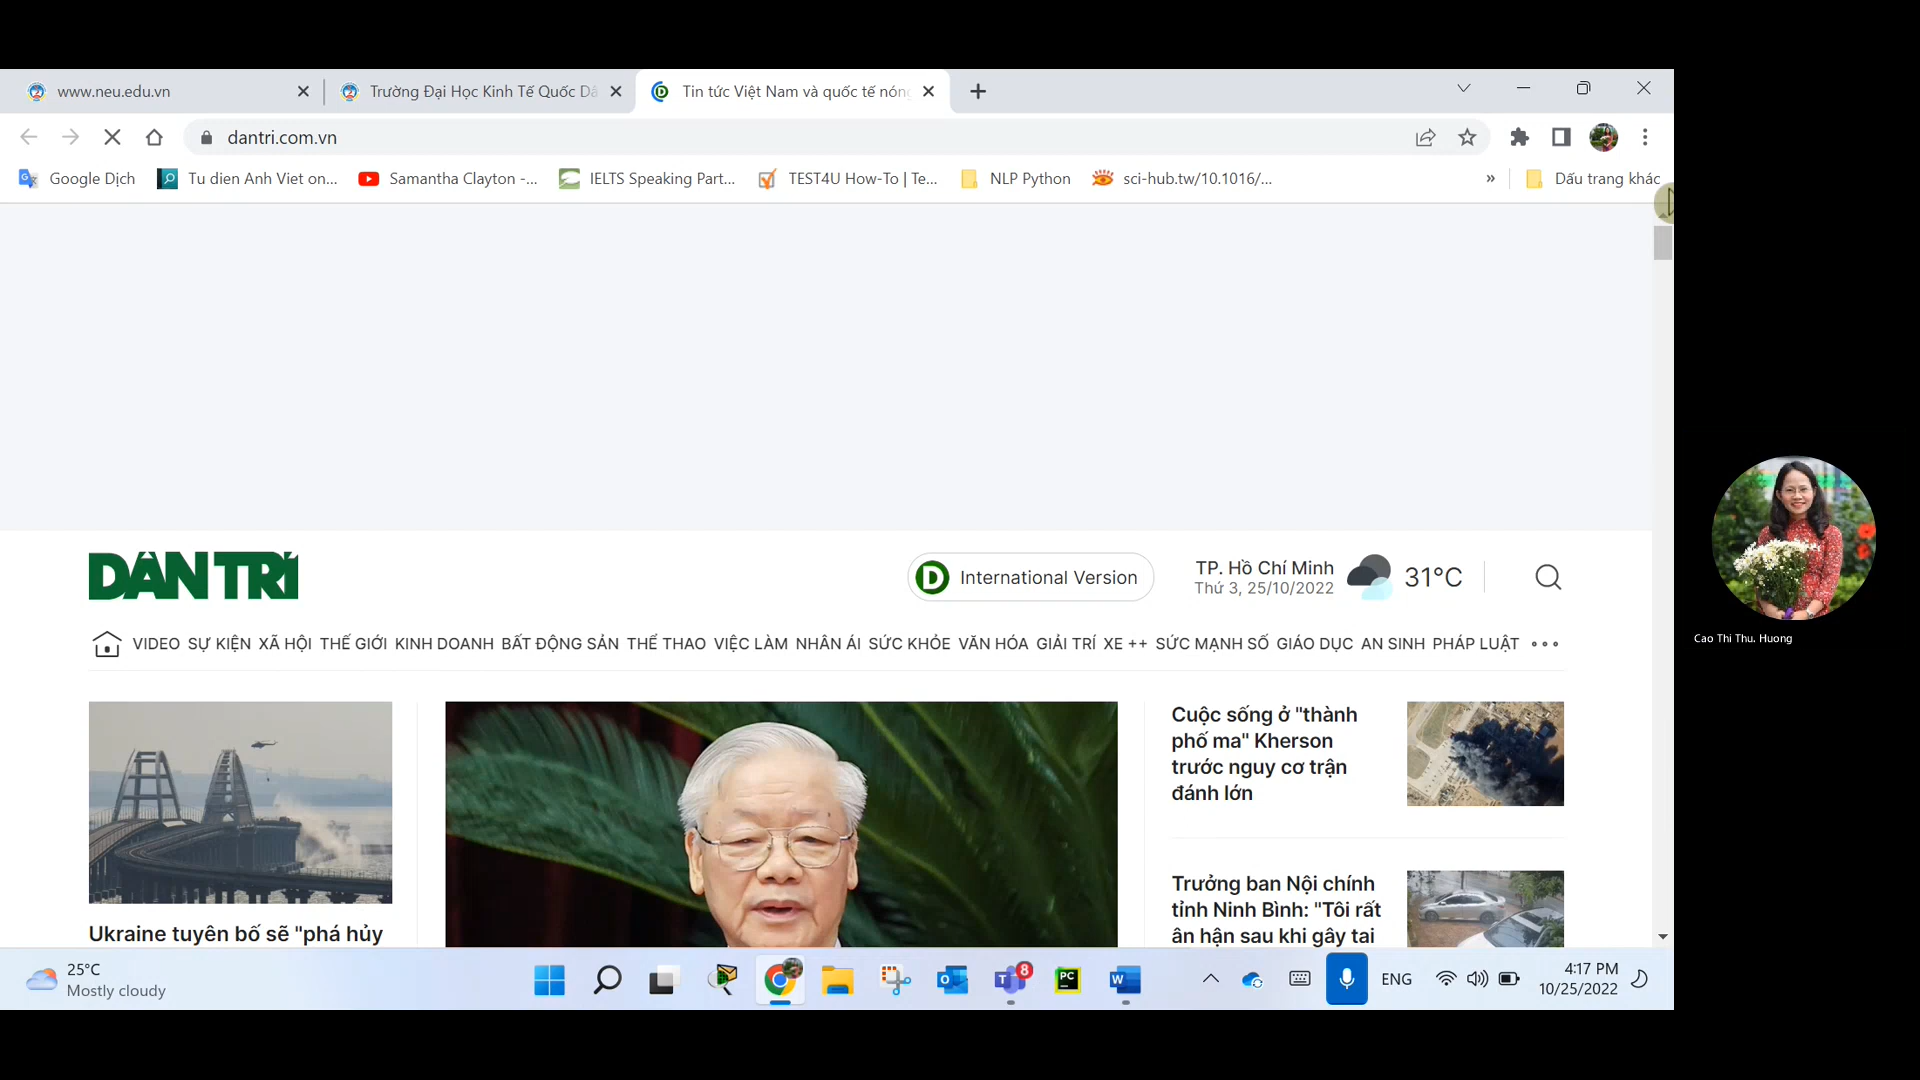 www.neu.edu.vn
Trường Đại Học Kinh Tế Quốc Dâ
Tin tức Việt Nam và quốc tế nóng
dantri.com.vn
Google Dịch
Tu dien Anh Viet on...
Samantha Clayton -...
IELTS Speaking Part...
TEST4U How-To | Te...
NLP Python
sci-hub.tw/10.1016/...
»
Dấu trang khác
DÂN TRÍ
D International Version
TP. Hồ Chí Minh
Thứ 3, 25/10/2022
31°C
VIDEO SỰ KIỆN XÃ HỘI THẾ GIỚI KINH DOANH BẤT ĐỘNG SẢN THỂ THAO VIỆC LÀM NHÂN ÁI SỨC KHỎE VĂN HÓA GIẢI TRÍ XE ++ SỨC MẠNH SỐ GIÁO DỤC AN SINH PHÁP LUẬT
Ukraine tuyên bố sẽ "phá hủy
Cuộc sống ở "thành
phố ma" Kherson
trước nguy cơ trận
đánh lớn
Trưởng ban Nội chính
tỉnh Ninh Bình: "Tôi rất
ân hận sau khi gây tai
Cao Thi Thu. Huong
25°C
Mostly cloudy
8
PC
W
ENG
4:17 PM
10/25/2022